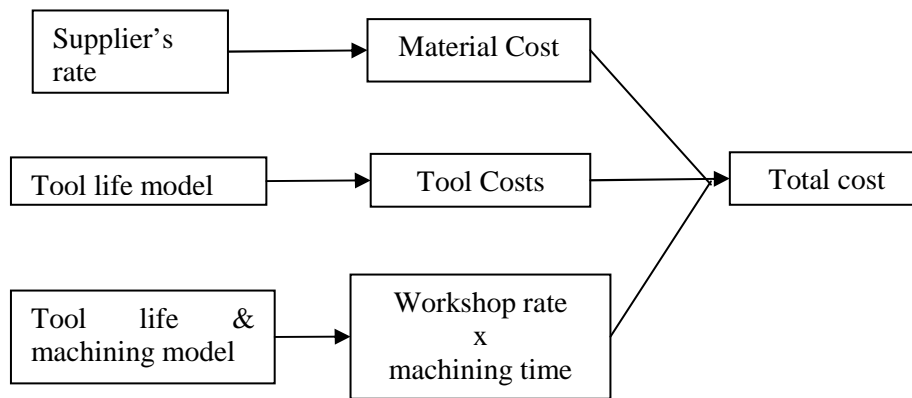 Supplier's
rate
Material Cost
Tool life model
Tool Costs
Total cost
Tool life &
machining model
Workshop rate
x
machining time